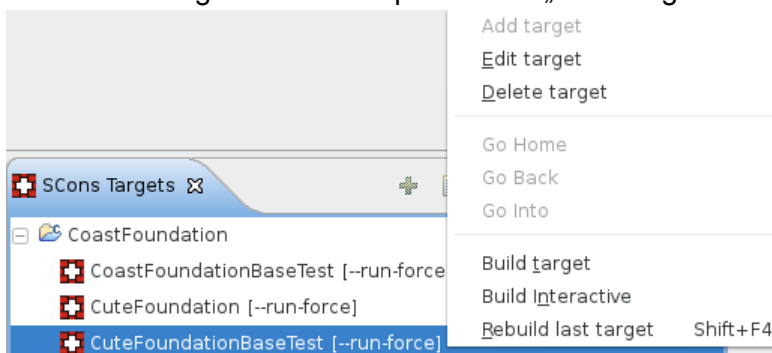 Add target
Edit target
Delete target
Go Home
Go Back
Go Into
Build target
Build Interactive
Rebuild last target Shift+F4
SCons Targets
CoastFoundation
CoastFoundationBaseTest [--run-force
CuteFoundation [--run-force]
CuteFoundationBaseTest [--run-force]